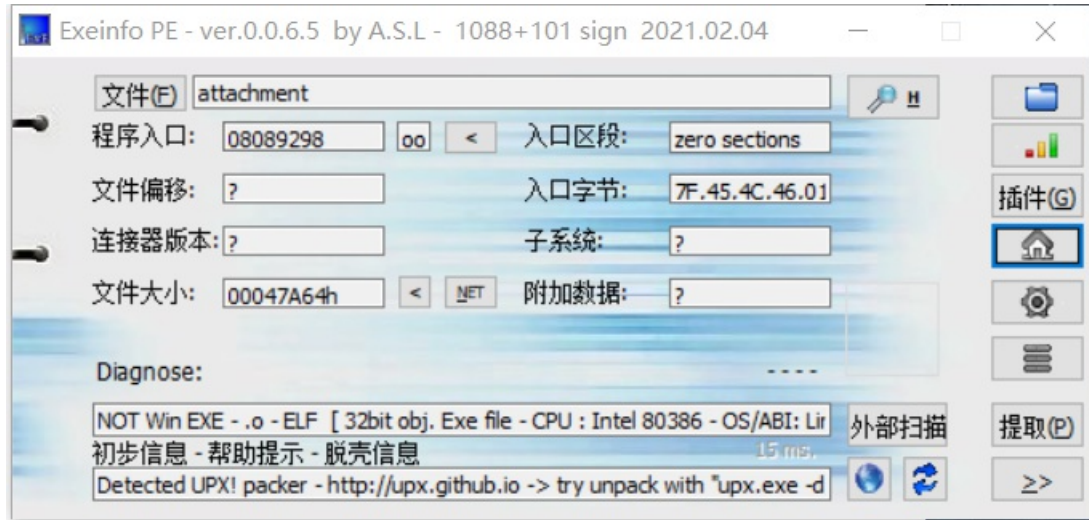 Exeinfo PE - ver.0.0.6.5 by A.S.L - 1088+101 sign 2021.02.04
文件(F) attachment H
程序入口: 08089298 oo < 入口区段: zero sections
文件偏移: ? 入口字节: 7F.45.4C.46.01 插件(G)
连接器版本: ? 子系统: ?
文件大小: 00047A64h < NET 附加数据: ?
Diagnose: ----
NOT Win EXE - .o - ELF [ 32bit obj. Exe file - CPU : Intel 80386 - OS/ABI: Lir 外部扫描 提取(P)
初步信息 - 帮助提示 - 脱壳信息 15 ms.
Detected UPX! packer - http://upx.github.io -> try unpack with "upx.exe -d >>